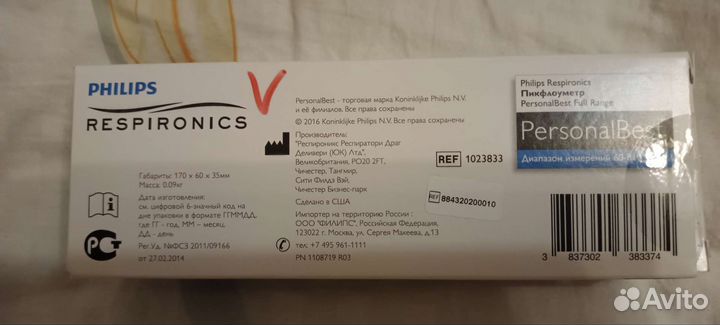 PHILIPS
RESPIRONICS
V
Габариты: 170 x 60 x 35мм
Масса: 0.09кг
Дата изготовления:
см. цифровой 6-значный код на
дне упаковки в формате ГГММДД,
где ГГ - год, ММ – месяц,
ДД - день
Рег.Уд. №ФСЗ 2011/09166
от 27.02.2014
PersonalBest - торговая марка Koninklijke Philips N.V.
и её филиалов. Все права сохранены
© 2016 Koninklijke Philips N.V. Все права сохранены
Производитель:
"Респироникс Респиратори Драг
Деливери (ЮК) Лтд",
Великобритания, PO20 2FT,
Чичестер, Тангмир,
Сити Филдз Вэй,
Чичестер Бизнес-парк
Сделано в США
Импортер на территорию России :
ООО "ФИЛИПС", Российская Федерация,
123022 г. Москва, ул. Сергея Макеева, д.13
тел. +7 495 961-1111
PN 1108719 R03
REF 1023833
REF 884320200010
Philips Respironics
Пикфлоуметр
PersonalBest Full Range
PersonalBest
Диапазон измерений
3 837302 383374
Avito